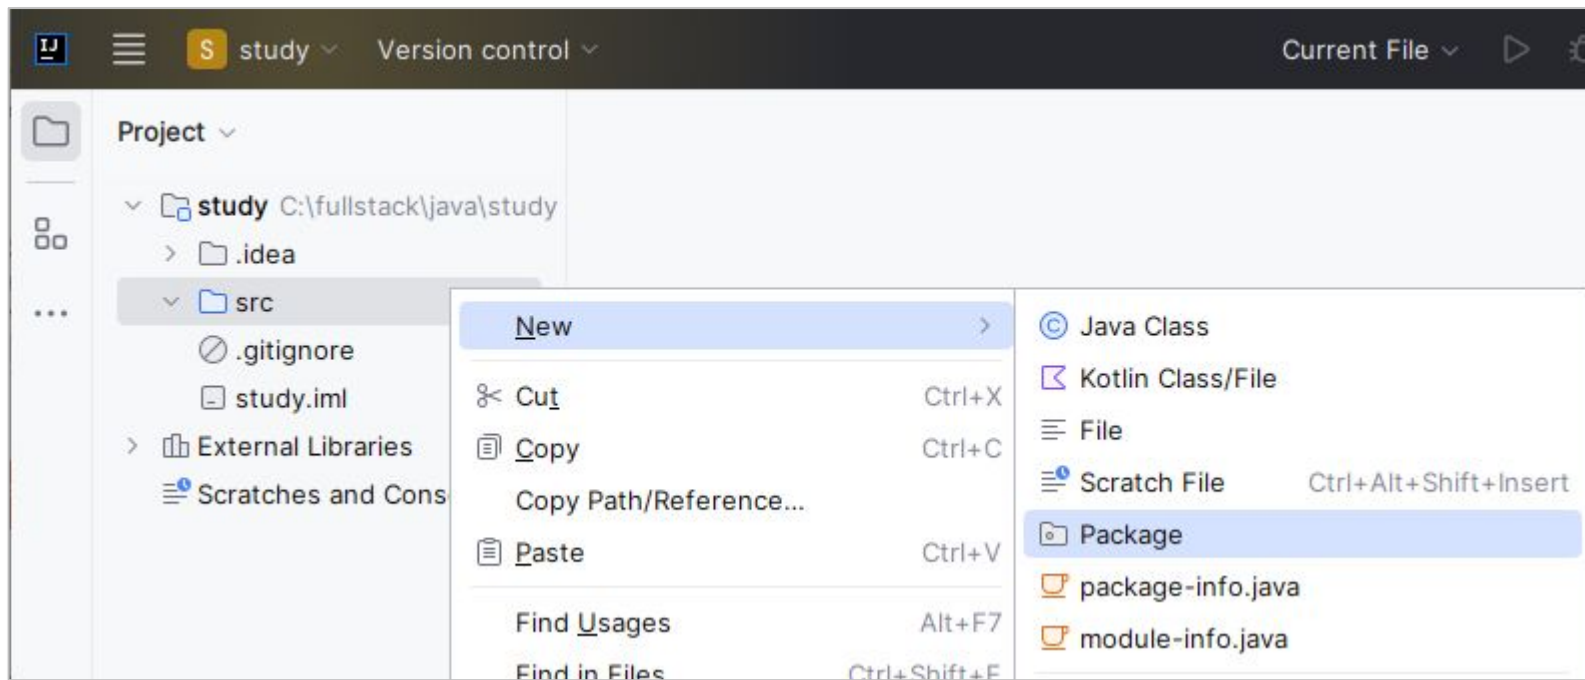 IJ
S study Version control Current File
Project
study C:\fullstack\java\study
.idea
src
.gitignore
study.iml
External Libraries
Scratches and Cons
New
Cut Ctrl+X
Copy Ctrl+C
Copy Path/Reference...
Paste Ctrl+V
Find Usages Alt+F7
Find in Files Ctrl+Shift+F
Java Class
Kotlin Class/File
File
Scratch File Ctrl+Alt+Shift+Insert
Package
package-info.java
module-info.java